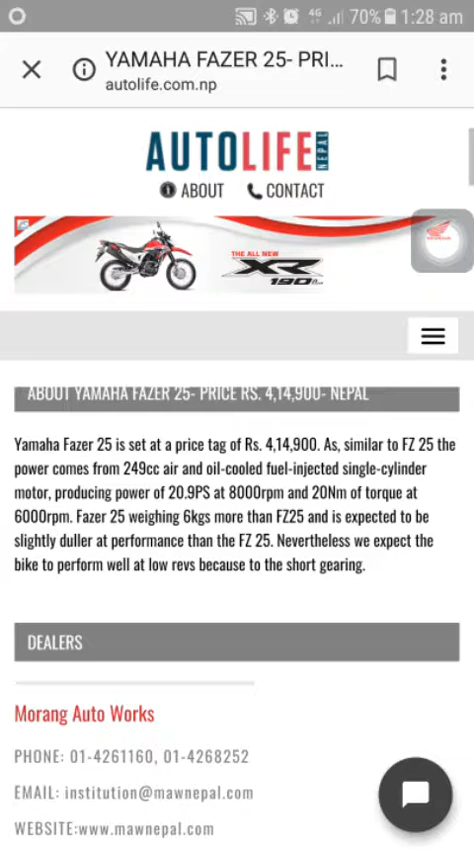 4G 70% 1:28 am
YAMAHA FAZER 25- PRI...
autolife.com.np
AUTOLIFE NEPAL
ABOUT CONTACT
THE ALL NEW
XR
190
ABOUT YAMAHA FAZER 25- PRICE RS. 4,14,900- NEPAL
Yamaha Fazer 25 is set at a price tag of Rs. 4,14,900. As, similar to FZ 25 the
power comes from 249cc air and oil-cooled fuel-injected single-cylinder
motor, producing power of 20.9PS at 8000rpm and 20Nm of torque at
6000rpm. Fazer 25 weighing 6kgs more than FZ25 and is expected to be
slightly duller at performance than the FZ 25. Nevertheless we expect the
bike to perform well at low revs because to the short gearing.
DEALERS
Morang Auto Works
PHONE: 01-4261160, 01-4268252
EMAIL: institution@mawnepal.com
WEBSITE:www.mawnepal.com